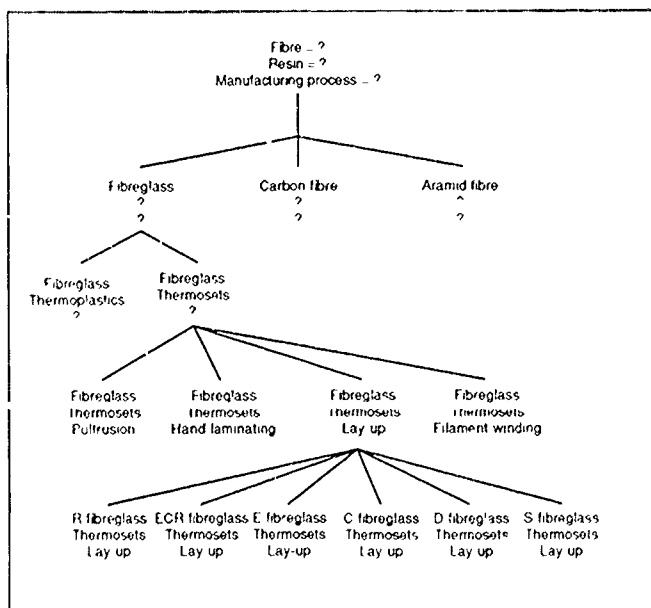 Fibre = ?
Resin = ?
Manufacturing process = ?
Fibreglass
?
?
Carbon fibre
?
?
Aramid fibre
?
?
Fibreglass
Thermoplastics
?
Fibreglass
Thermosets
?
Fibreglass
Thermosets
Pultrusion
Fibreglass
Thermosets
Hand laminating
Fibreglass
Thermosets
Lay up
Fibreglass
Thermosets
Filament winding
R fibreglass
Thermosets
Lay up
ECR fibreglass
Thermosets
Lay up
E fibreglass
Thermosets
Lay-up
C fibreglass
Thermosets
Lay up
D fibreglass
Thermosets
Lay up
S fibreglass
Thermosets
Lay up